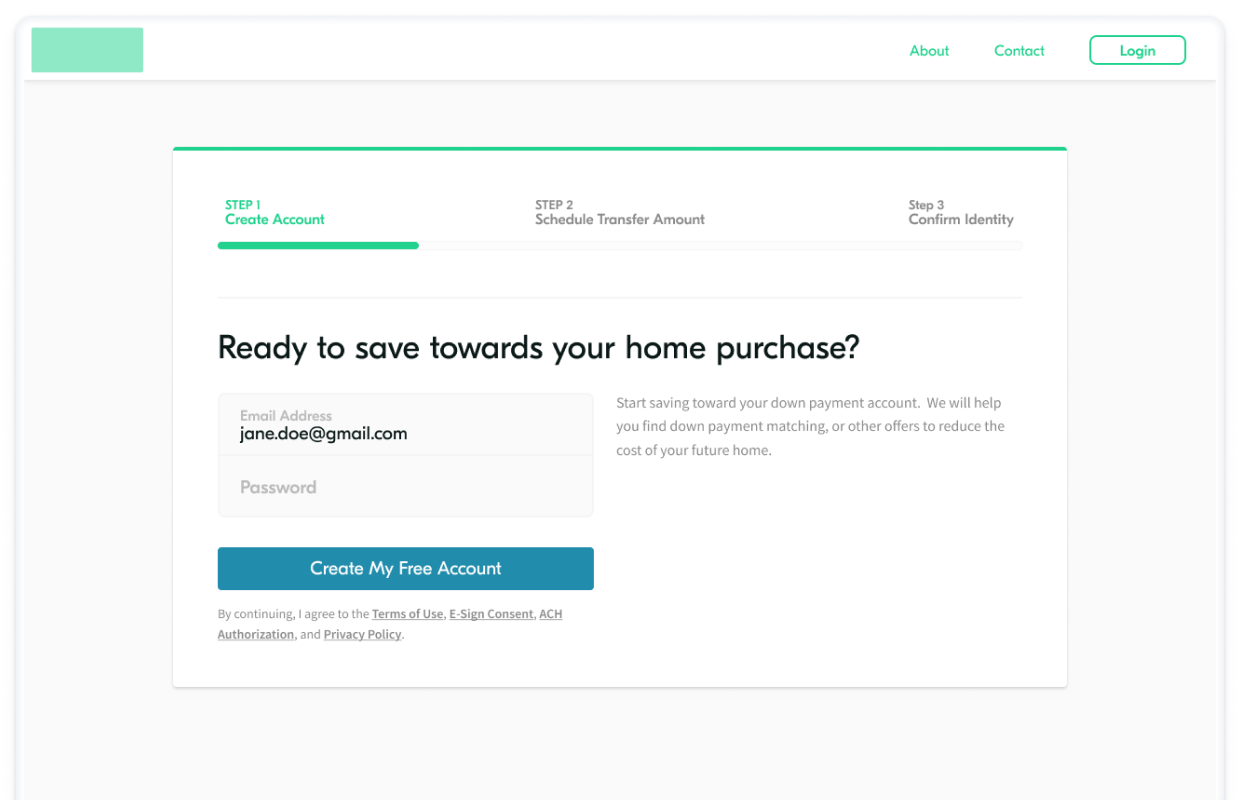 About Contact Login
STEP 1 STEP 2 Step 3
Create Account Schedule Transfer Amount Confirm Identity
Ready to save towards your home purchase?
Email Address
jane.doe@gmail.com
Password
Start saving toward your down payment account.  We will help
you find down payment matching, or other offers to reduce the
cost of your future home.
Create My Free Account
By continuing, I agree to the Terms of Use, E-Sign Consent, ACH
Authorization, and Privacy Policy.